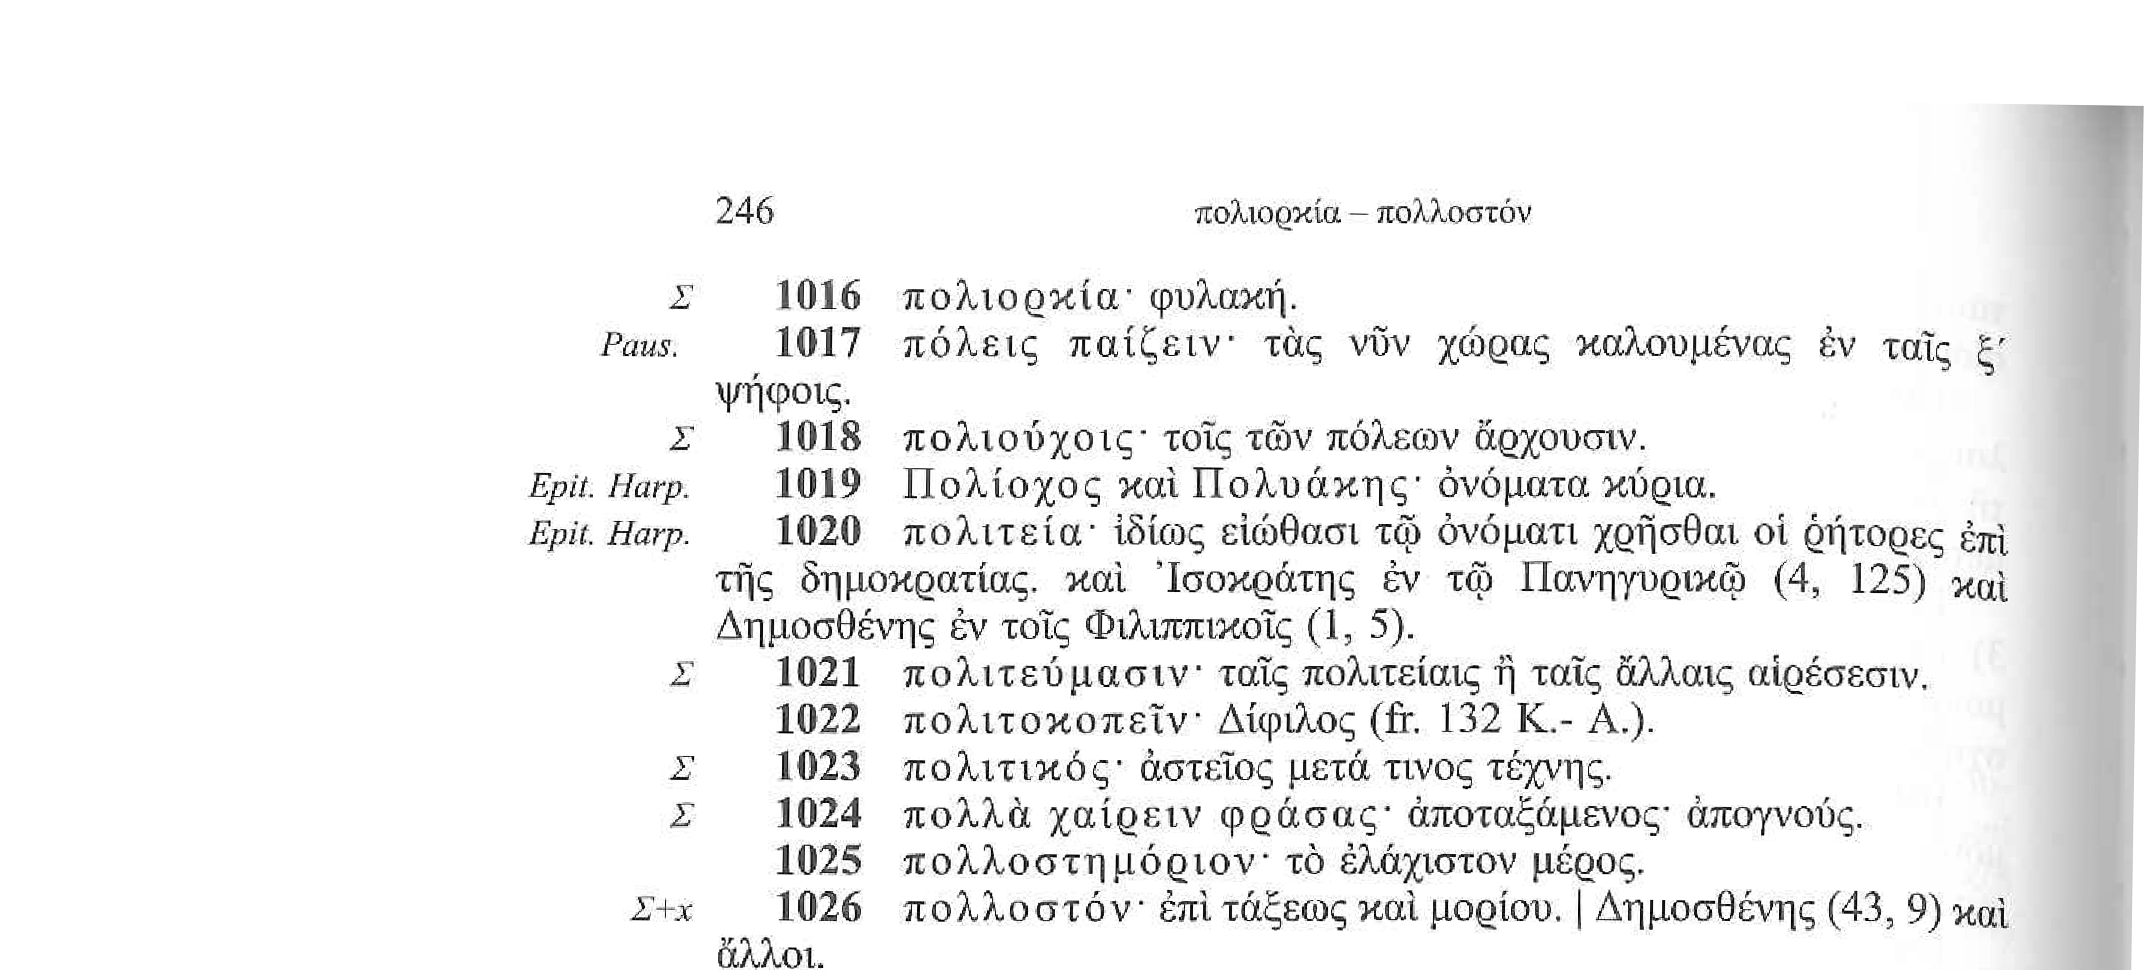 246 πολιορκία – πολλοστόν
Σ 1016 πολιορκία· φυλακή.
Paus. 1017 πόλεις παίζειν· τὰς νῦν χώρας καλουμένας ἐν ταῖς ξ´
ψήφοις.
Σ 1018 πολιούχοις· τοῖς τῶν πόλεων ἄρχουσιν.
Epit. Harp. 1019 Πολίοχος καὶ Πολυάκης· ὀνόματα κύρια.
Epit. Harp. 1020 πολιτεία· ἰδίως εἰώθασι τῷ ὀνόματι χρῆσθαι οἱ ῥήτορες ἐπὶ
τῆς δημοκρατίας. καὶ Ἰσοκράτης ἐν τῷ Πανηγυρικῷ (4, 125) καὶ
Δημοσθένης ἐν τοῖς Φιλιππικοῖς (1, 5).
Σ 1021 πολιτεύμασιν· ταῖς πολιτείαις ἢ ταῖς ἄλλαις αἱρέσεσιν.
1022 πολιτοκοπεῖν· Δίφιλος (fr. 132 K.- A.).
Σ 1023 πολιτικός· ἀστεῖος μετά τινος τέχνης.
Σ 1024 πολλὰ χαίρειν φράσας· ἀποταξάμενος· ἀπογνούς.
1025 πολλοστημόριον· τὸ ἐλάχιστον μέρος.
Σ+x 1026 πολλοστόν· ἐπὶ τάξεως καὶ μορίου. | Δημοσθένης (43, 9) καὶ
ἄλλοι.